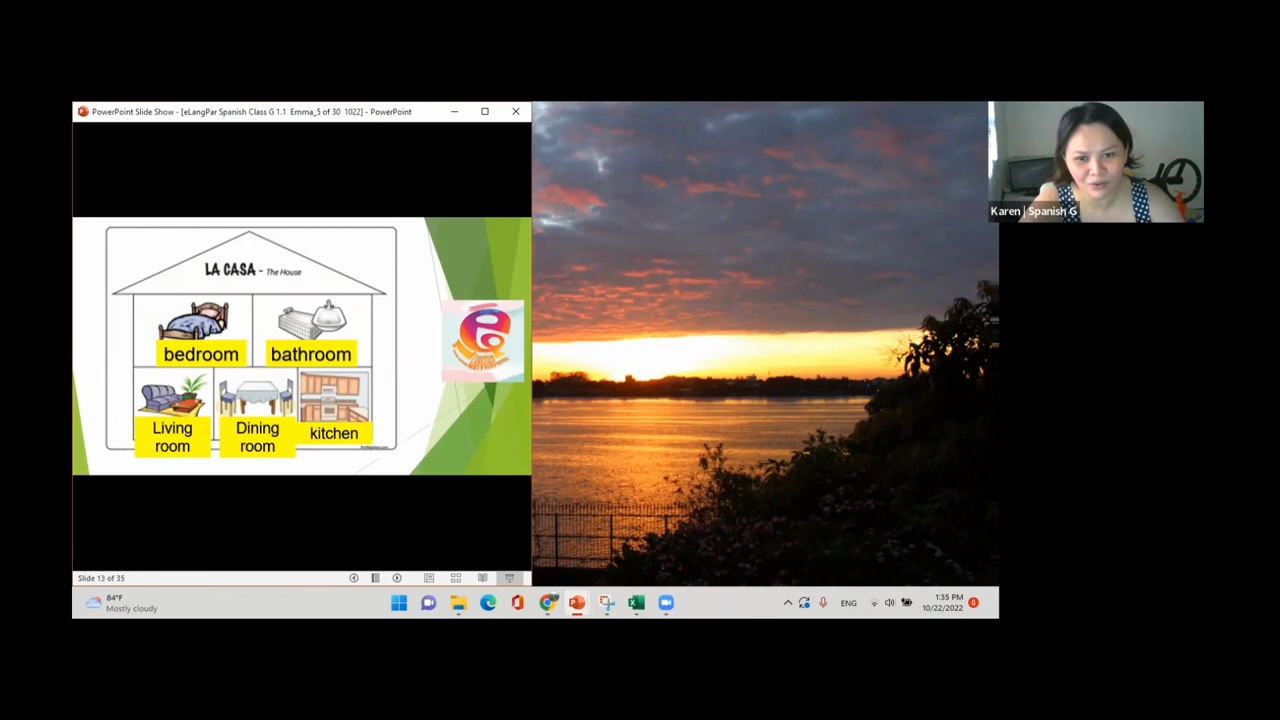 PowerPoint Slide Show - [eLangPar Spanish Class G 1.1 Emma_5 of 30 1022] - PowerPoint
LA CASA - The House
bedroom
bathroom
Living
room
Dining
room
kitchen
Slide 13 of 35
84°F
Mostly cloudy
ENG
1:35 PM
10/22/2022
8
Karen | Spanish G